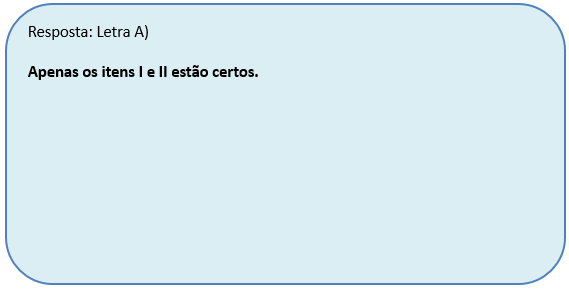 Resposta: Letra A)
Apenas os itens I e II estão certos.